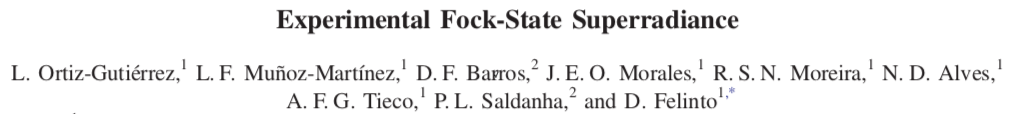 Experimental Fock-State Superradiance
L. Ortiz-Gutiérrez,¹ L. F. Muñoz-Martínez,¹ D. F. Barros,² J. E. O. Morales,¹ R. S. N. Moreira,¹ N. D. Alves,¹
A. F. G. Tieco,¹ P. L. Saldanha,² and D. Felinto¹,*